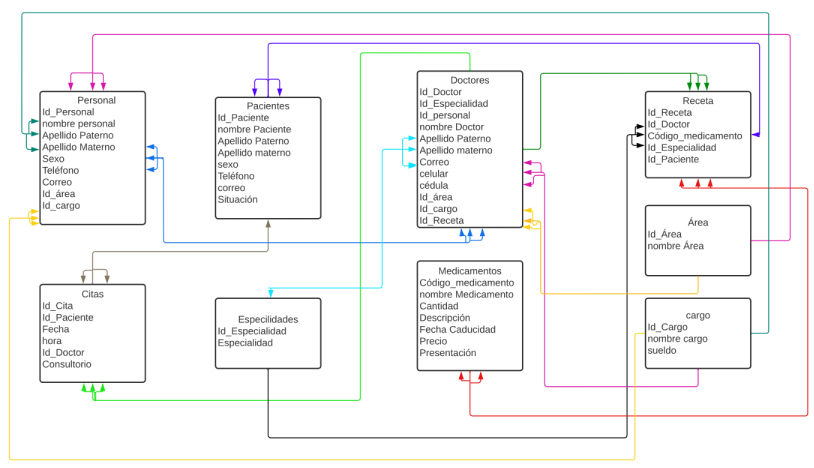 Personal
Id_Personal
nombre personal
Apellido Paterno
Apellido Materno
Sexo
Teléfono
Correo
Id_área
Id_cargo
Pacientes
Id_Paciente
nombre Paciente
Apellido Paterno
Apellido materno
sexo
Teléfono
correo
Situación
Doctores
Id_Doctor
Id_Especialidad
Id_personal
nombre Doctor
Apellido Paterno
Apellido materno
Correo
celular
cédula
Id_área
Id_cargo
Id_Receta
Receta
Id_Receta
Id_Doctor
Código_medicamento
Id_Especialidad
Id_Paciente
Área
Id_Área
nombre Área
Citas
Id_Cita
Id_Paciente
Fecha
hora
Id_Doctor
Consultorio
Especilidades
Id_Especialidad
Especialidad
Medicamentos
Código_medicamento
nombre Medicamento
Cantidad
Descripción
Fecha Caducidad
Precio
Presentación
cargo
Id_Cargo
nombre cargo
sueldo